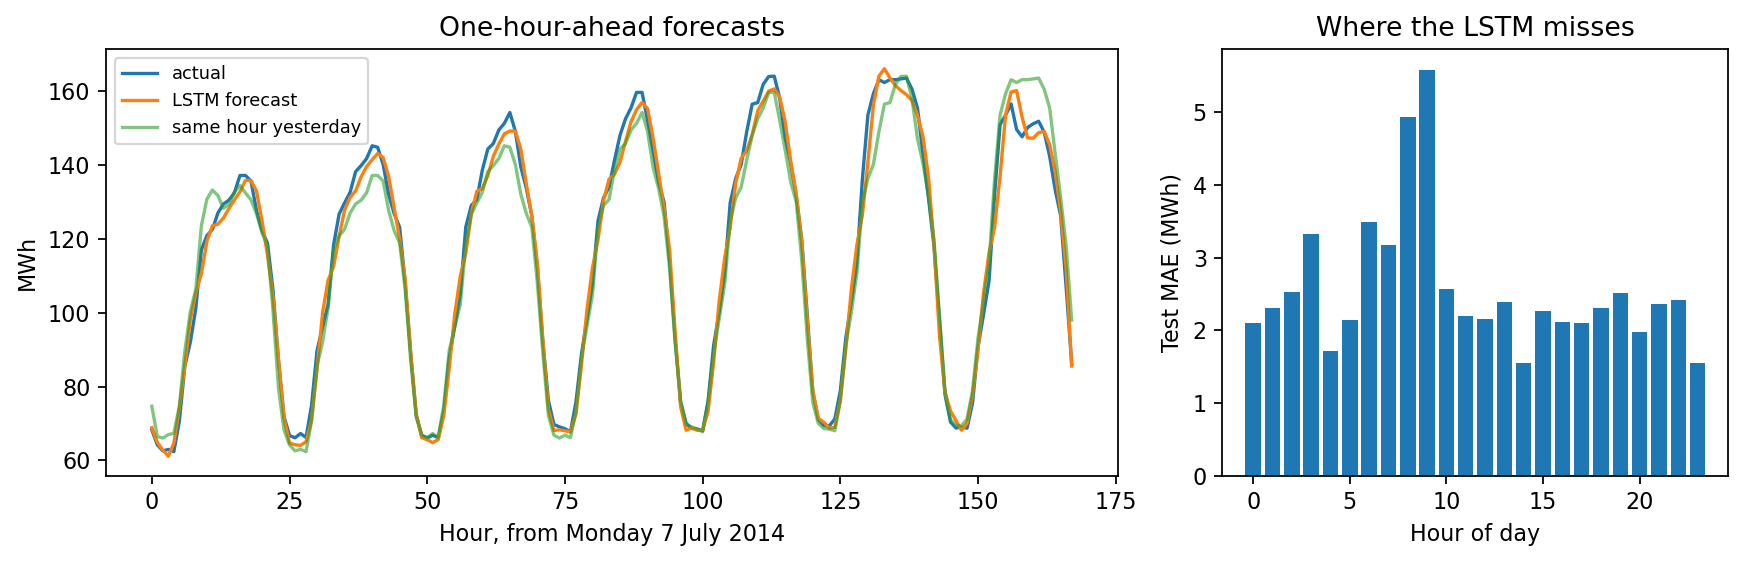 One-hour-ahead forecasts
actual
LSTM forecast
same hour yesterday
MWh
160
140
120
100
80
60
0 25 50 75 100 125 150 175
Hour, from Monday 7 July 2014
Where the LSTM misses
Test MAE (MWh)
5
4
3
2
1
0
0 5 10 15 20
Hour of day